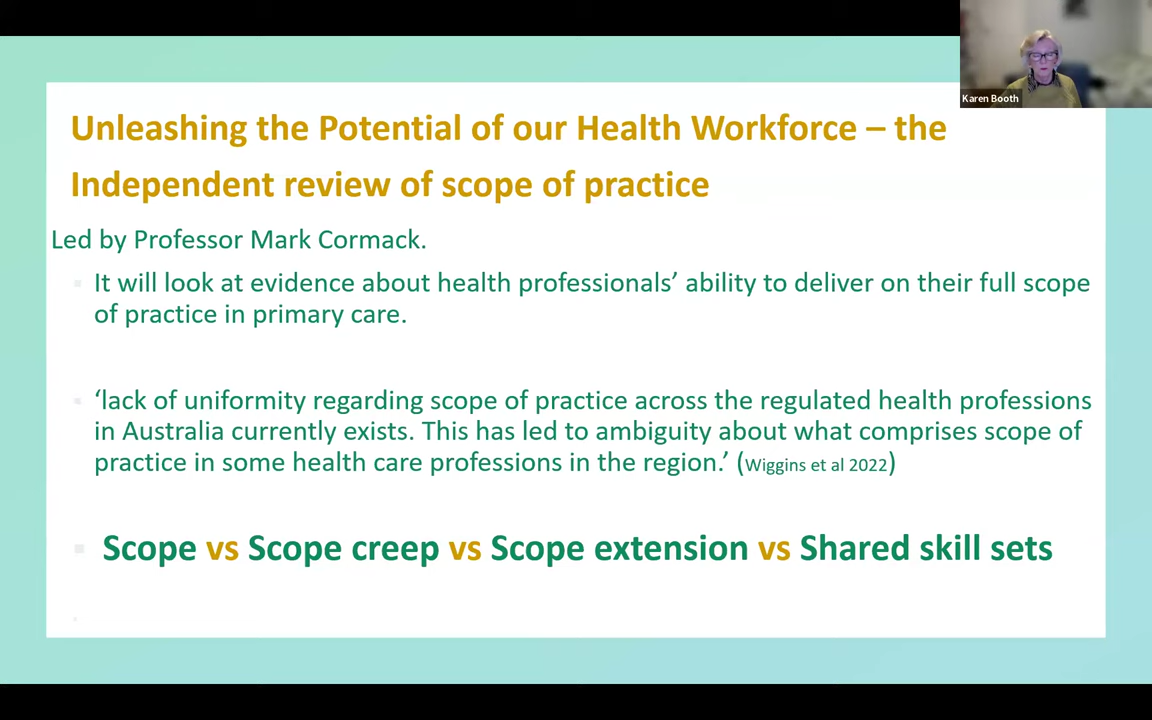 Karen Booth
Unleashing the Potential of our Health Workforce – the
Independent review of scope of practice
Led by Professor Mark Cormack.
It will look at evidence about health professionals’ ability to deliver on their full scope
of practice in primary care.
‘lack of uniformity regarding scope of practice across the regulated health professions
in Australia currently exists. This has led to ambiguity about what comprises scope of
practice in some health care professions in the region.’ (Wiggins et al 2022)
Scope vs Scope creep vs Scope extension vs Shared skill sets